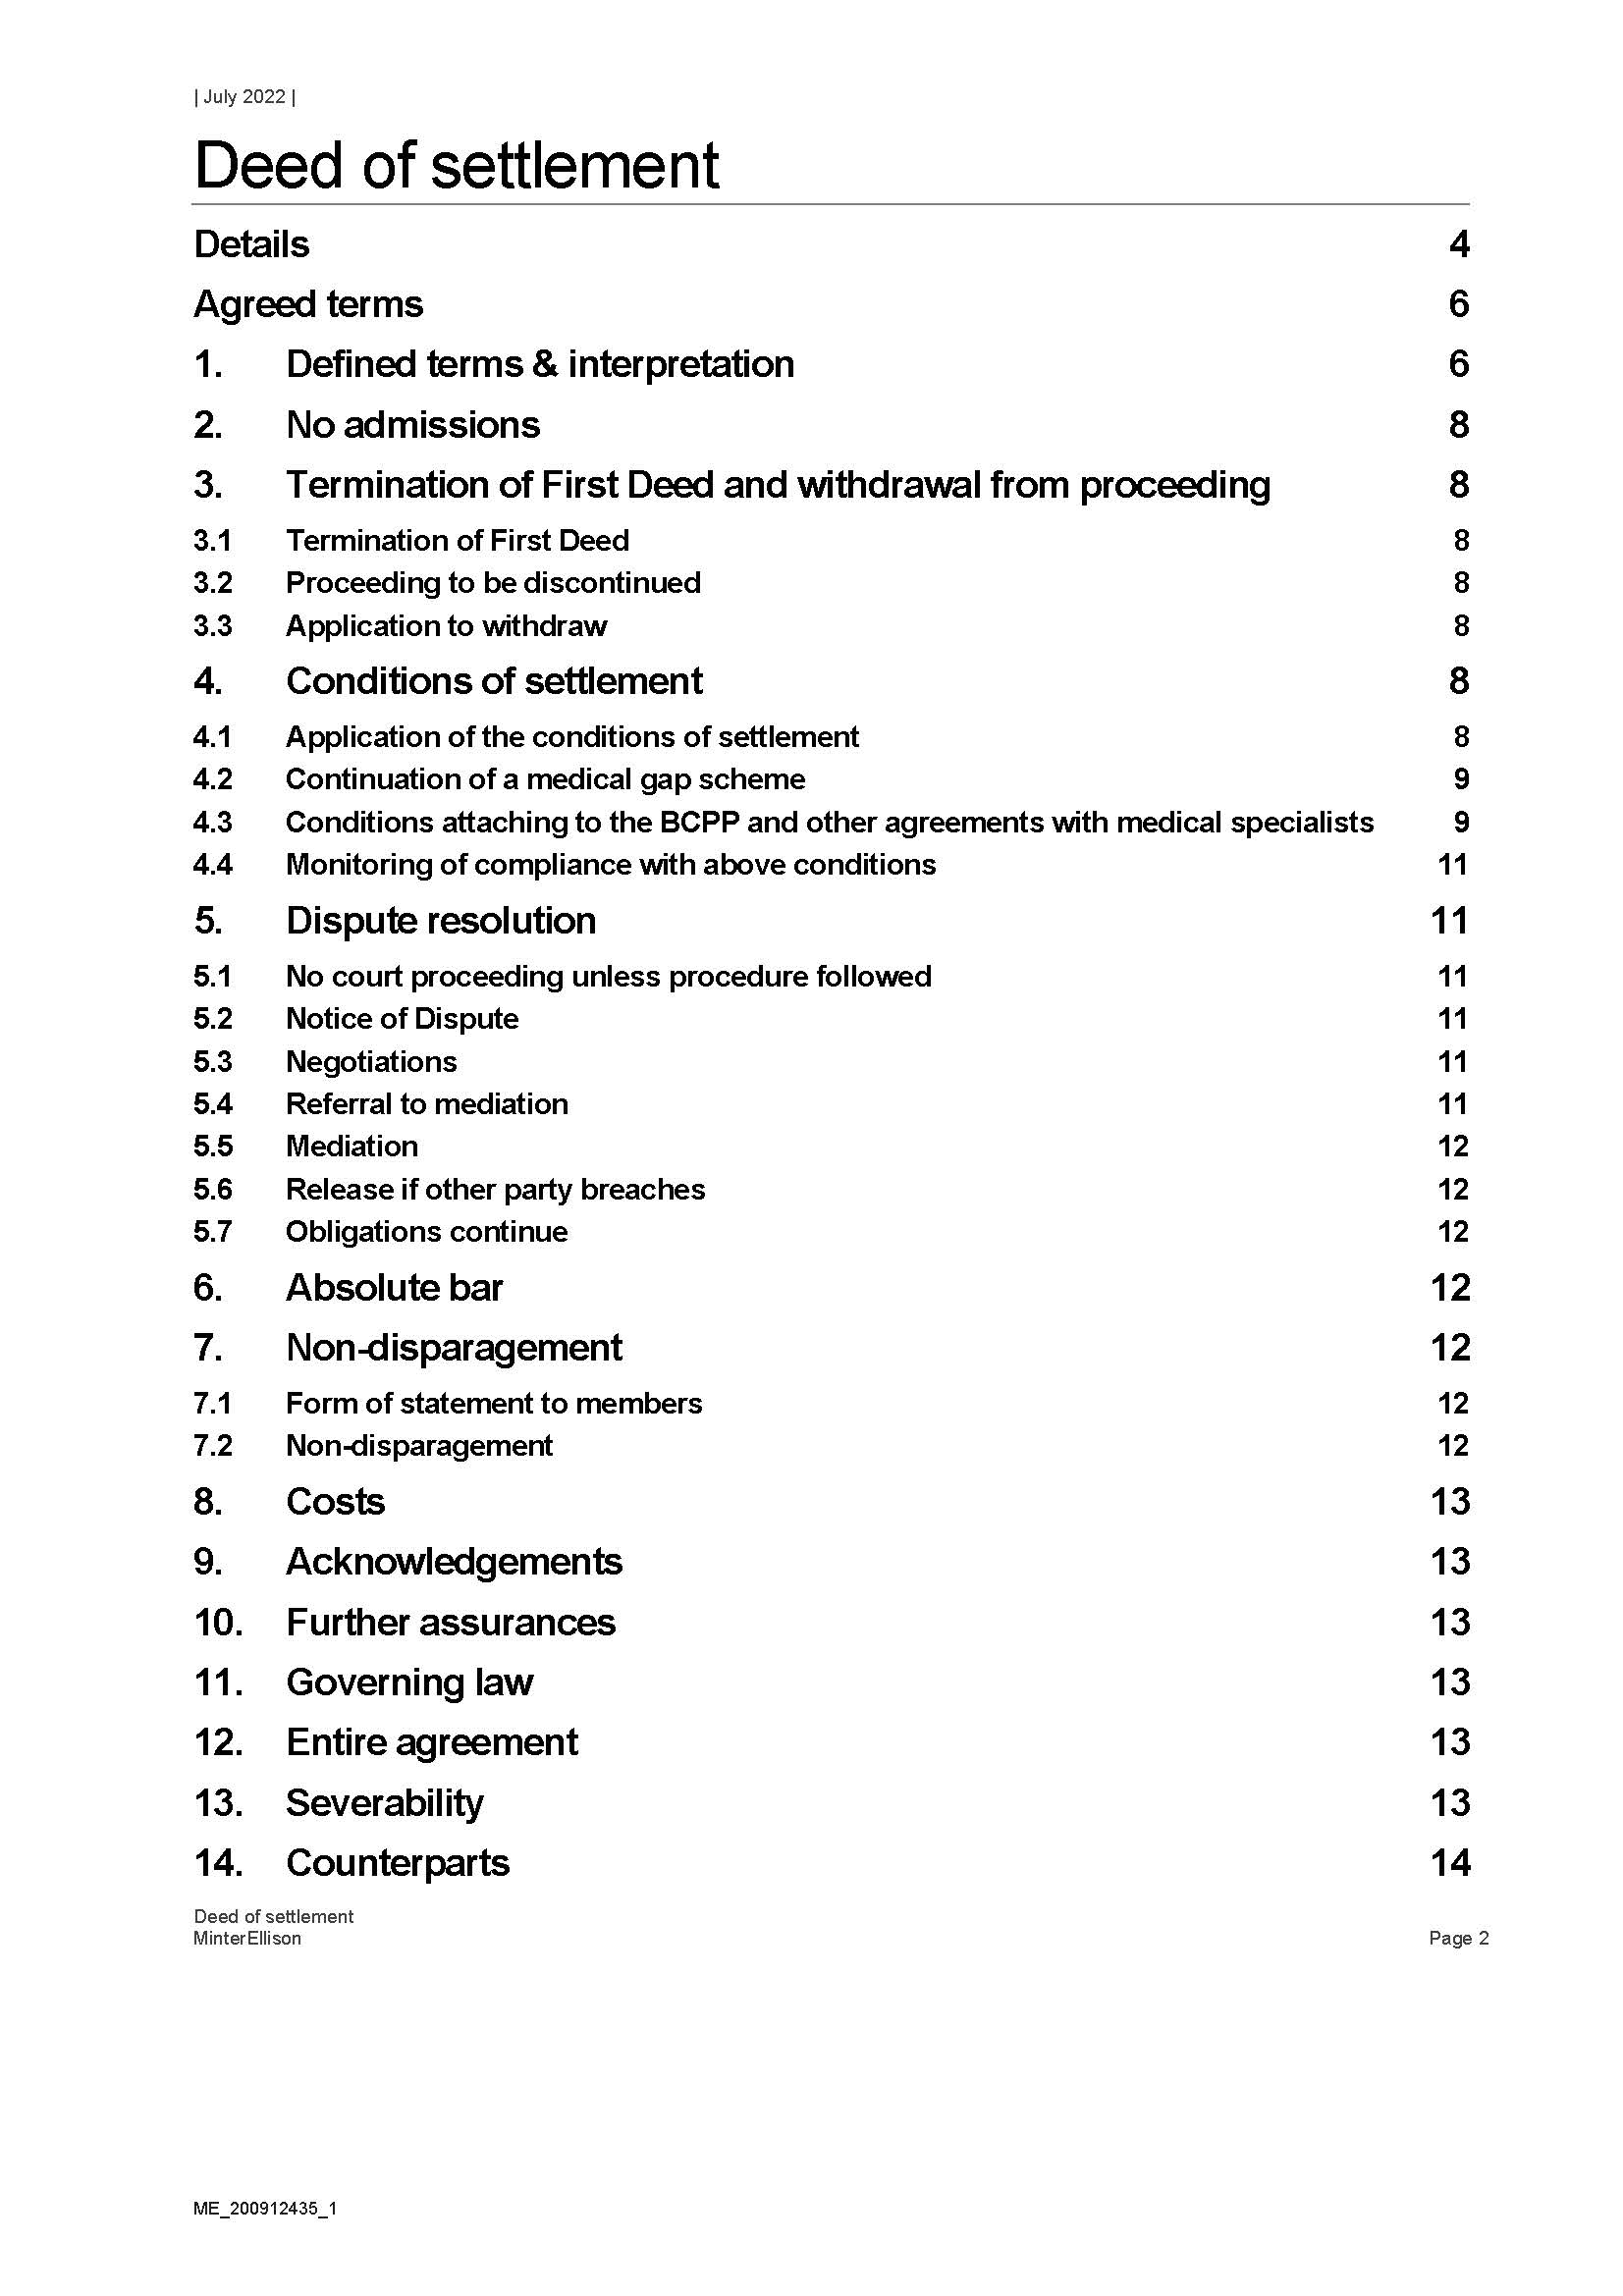 | July 2022 |
Deed of settlement
Details 4
Agreed terms 6
1. Defined terms & interpretation 6
2. No admissions 8
3. Termination of First Deed and withdrawal from proceeding 8
3.1 Termination of First Deed 8
3.2 Proceeding to be discontinued 8
3.3 Application to withdraw 8
4. Conditions of settlement 8
4.1 Application of the conditions of settlement 8
4.2 Continuation of a medical gap scheme 9
4.3 Conditions attaching to the BCPP and other agreements with medical specialists 9
4.4 Monitoring of compliance with above conditions 11
5. Dispute resolution 11
5.1 No court proceeding unless procedure followed 11
5.2 Notice of Dispute 11
5.3 Negotiations 11
5.4 Referral to mediation 11
5.5 Mediation 12
5.6 Release if other party breaches 12
5.7 Obligations continue 12
6. Absolute bar 12
7. Non-disparagement 12
7.1 Form of statement to members 12
7.2 Non-disparagement 12
8. Costs 13
9. Acknowledgements 13
10. Further assurances 13
11. Governing law 13
12. Entire agreement 13
13. Severability 13
14. Counterparts 14
Deed of settlement
MinterEllison Page 2
ME_200912435_1